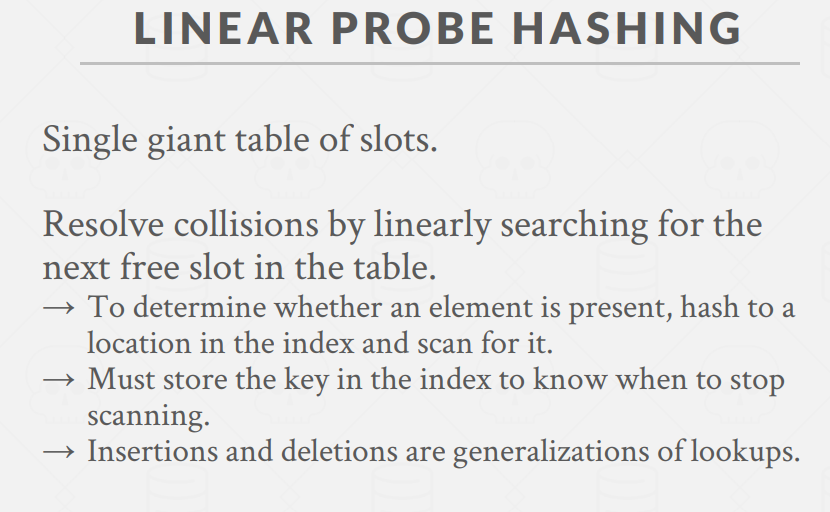 LINEAR PROBE HASHING
Single giant table of slots.
Resolve collisions by linearly searching for the
next free slot in the table.
→ To determine whether an element is present, hash to a
location in the index and scan for it.
→ Must store the key in the index to know when to stop
scanning.
→ Insertions and deletions are generalizations of lookups.